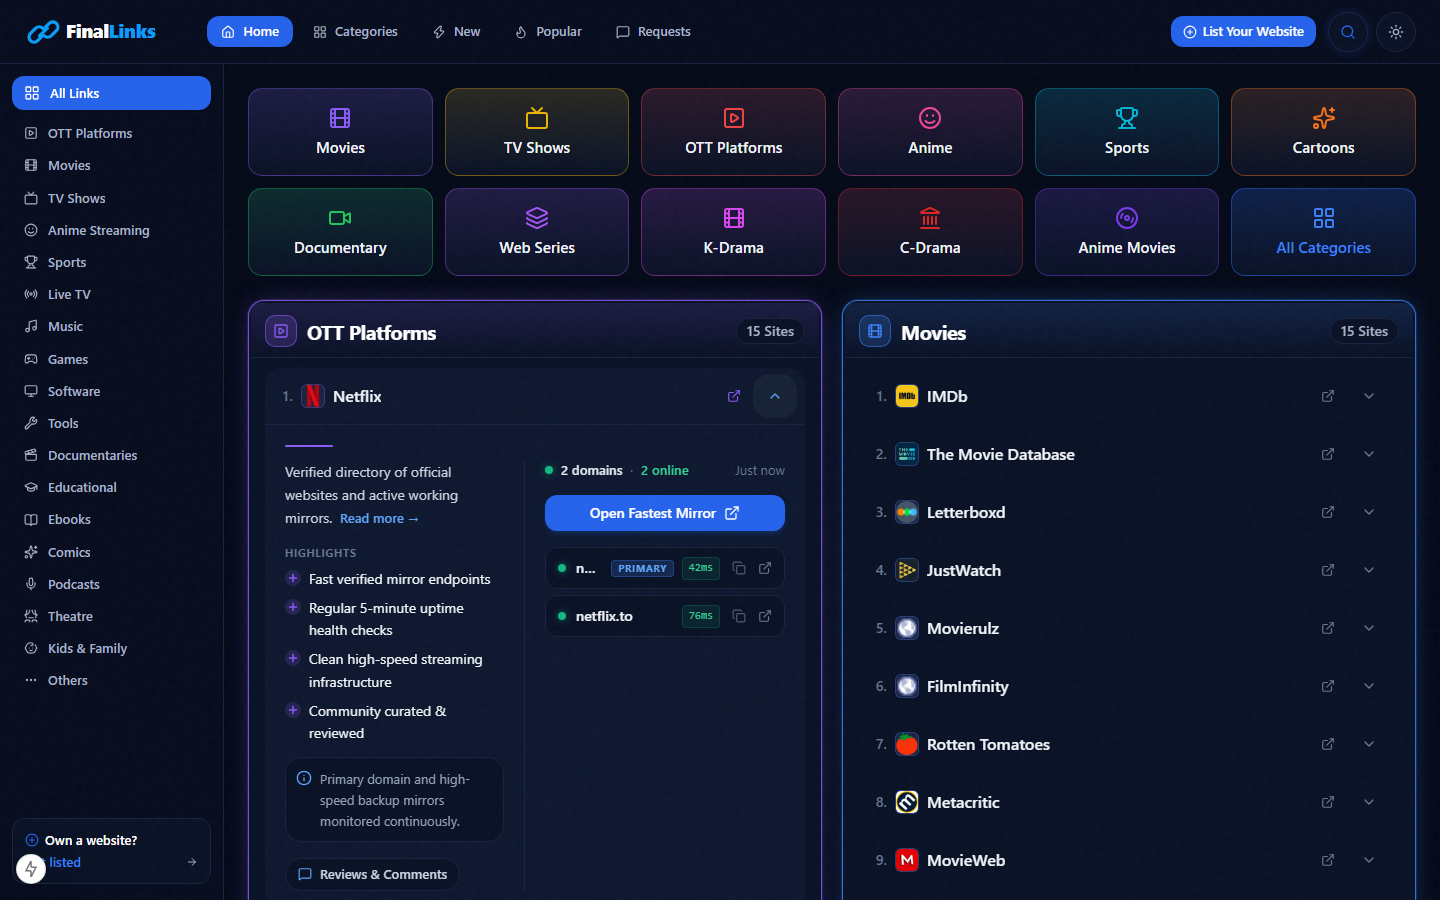 FinalLinks
Home
Categories
New
Popular
Requests
List Your Website
All Links
OTT Platforms
Movies
TV Shows
Anime Streaming
Sports
Live TV
Music
Games
Software
Tools
Documentaries
Educational
Ebooks
Comics
Podcasts
Theatre
Kids & Family
Others
Own a website?
listed
Movies
TV Shows
OTT Platforms
Anime
Sports
Cartoons
Documentary
Web Series
K-Drama
C-Drama
Anime Movies
All Categories
OTT Platforms
15 Sites
1. Netflix
Verified directory of official
websites and active working
mirrors. Read more →
HIGHLIGHTS
Fast verified mirror endpoints
Regular 5-minute uptime
health checks
Clean high-speed streaming
infrastructure
Community curated &
reviewed
Primary domain and high-
speed backup mirrors
monitored continuously.
Reviews & Comments
2 domains · 2 online
Just now
Open Fastest Mirror
n... PRIMARY 42ms
netflix.to 76ms
Movies
15 Sites
1. IMDb
2. The Movie Database
3. Letterboxd
4. JustWatch
5. Movierulz
6. FilmInfinity
7. Rotten Tomatoes
8. Metacritic
9. MovieWeb